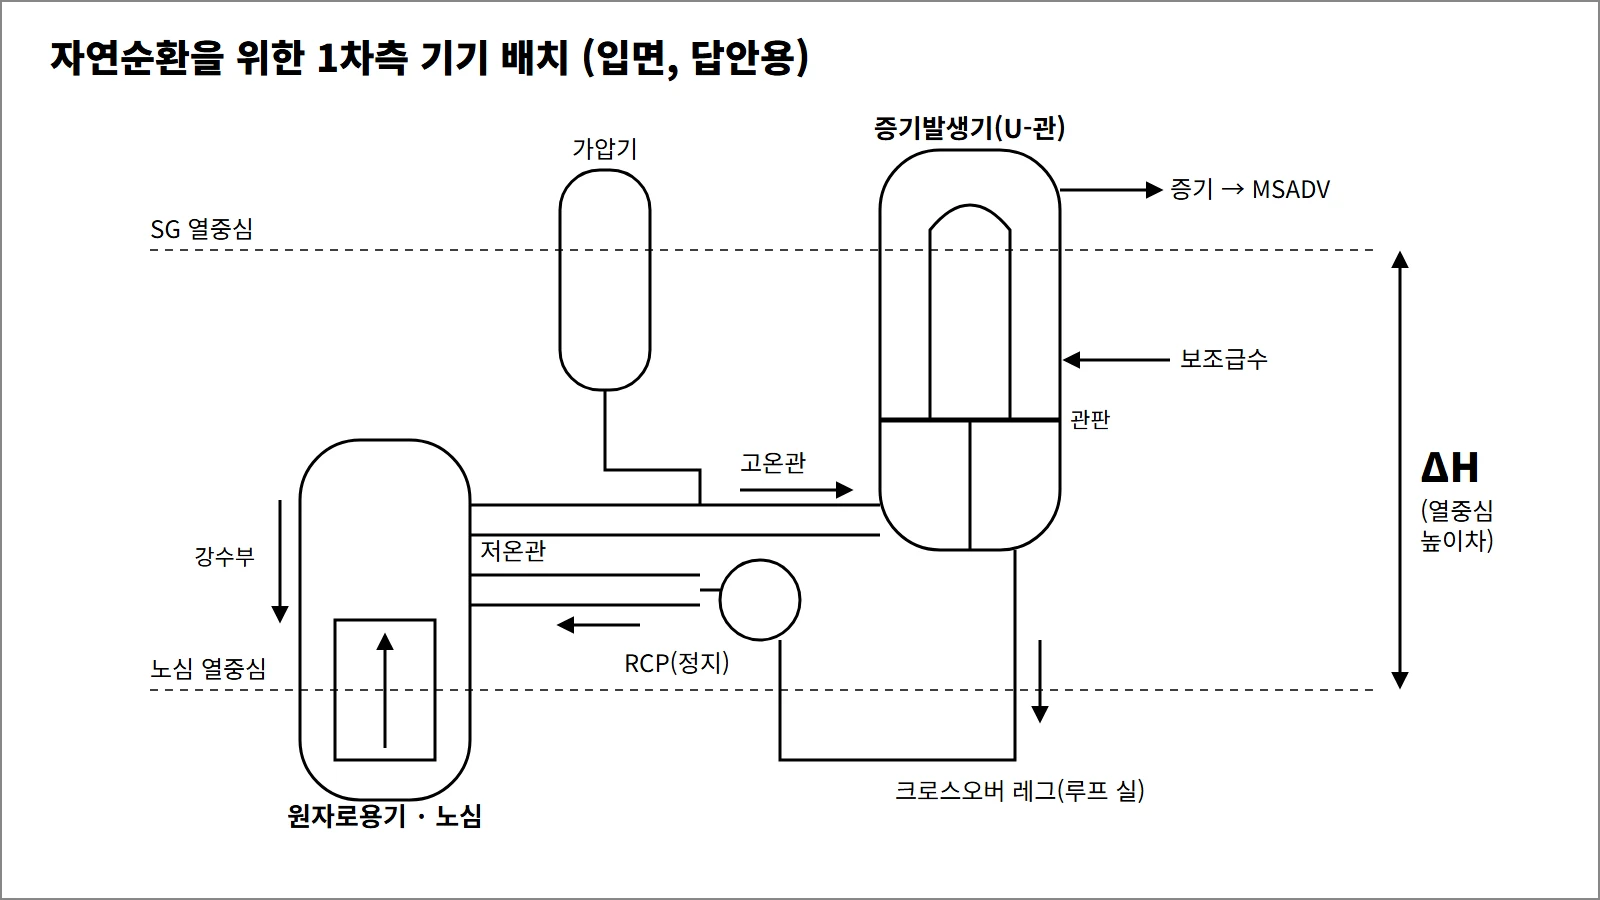 자연순환을 위한 1차측 기기 배치 (입면, 답안용)
증기발생기(U-관)
가압기
증기 → MSADV
SG 열중심
보조급수
관판
고온관
ΔH
(열중심
높이차)
강수부
저온관
RCP(정지)
노심 열중심
크로스오버 레그(루프 실)
원자로용기 · 노심